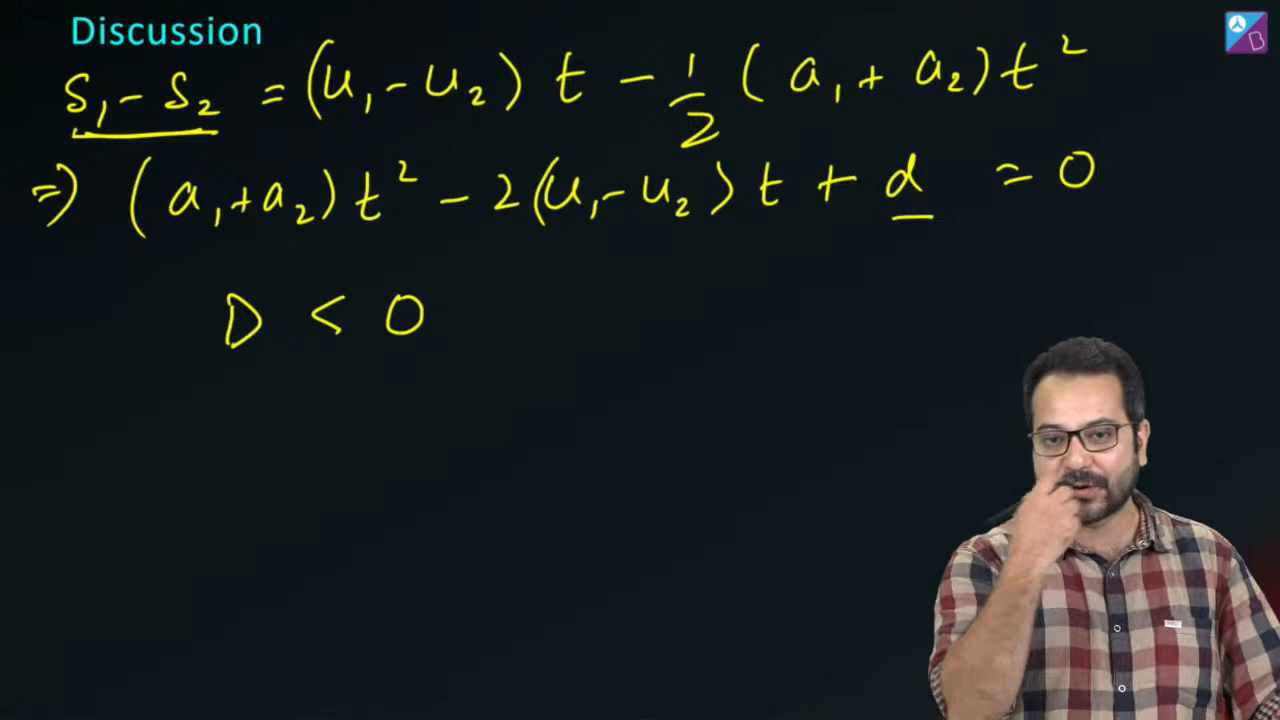 Discussion
S₁ - S₂ = (u₁ - u₂) t - 1/2 (a₁ + a₂) t²
⇒ (a₁ + a₂) t² - 2(u₁ - u₂) t + d = 0
D < 0
B